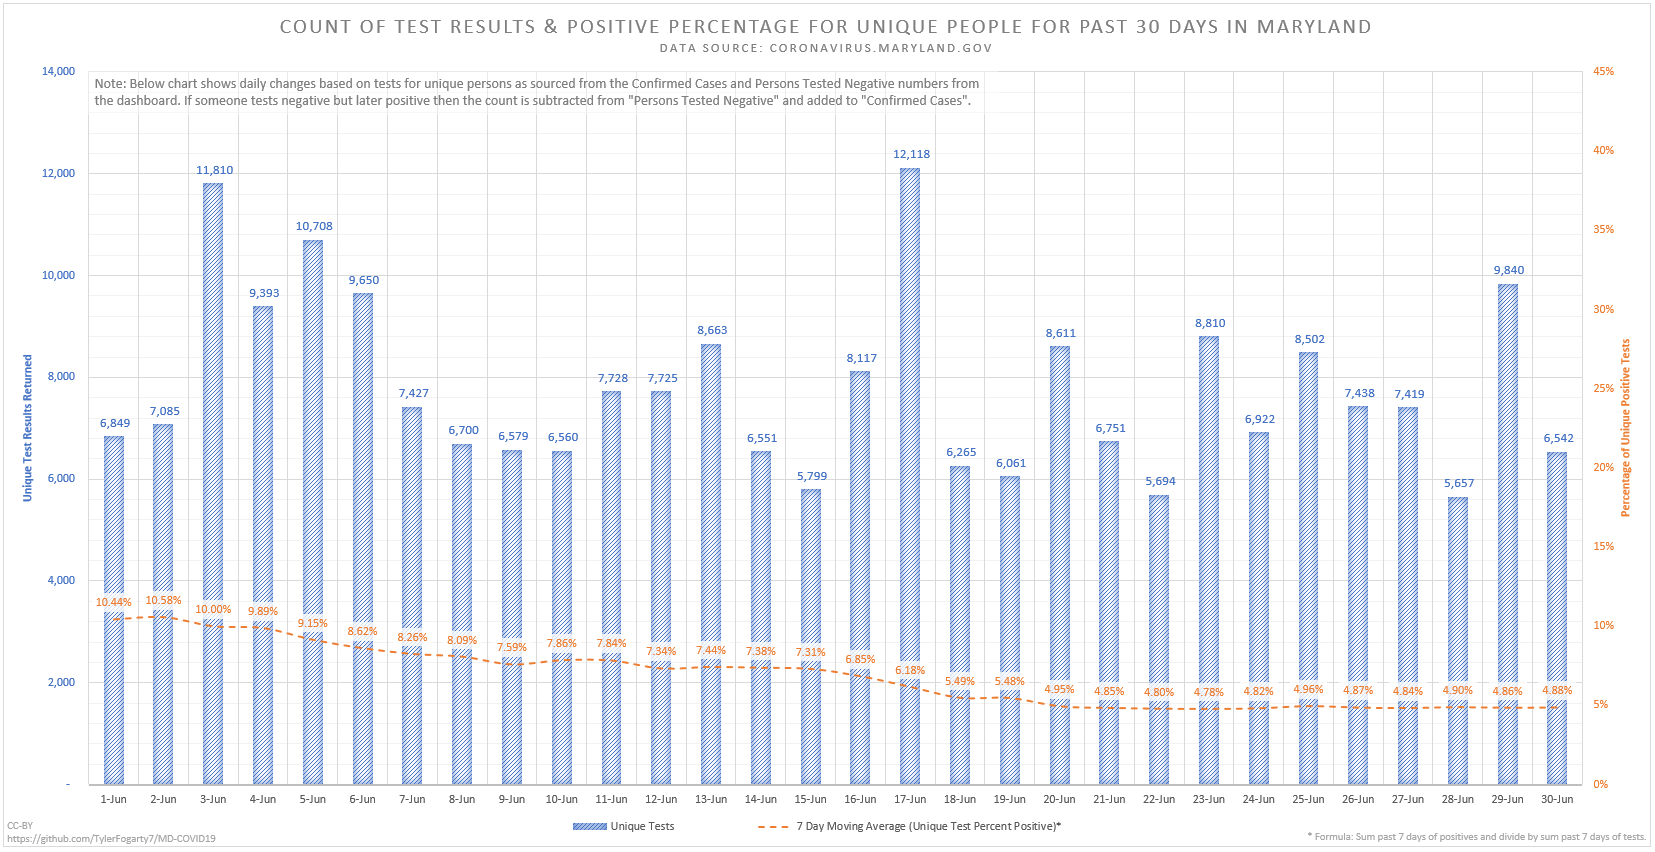 COUNT OF TEST RESULTS & POSITIVE PERCENTAGE FOR UNIQUE PEOPLE FOR PAST 30 DAYS IN MARYLAND
DATA SOURCE: CORONAVIRUS.MARYLAND.GOV
Note: Below chart shows daily changes based on tests for unique persons as sourced from the Confirmed Cases and Persons Tested Negative numbers from
the dashboard. If someone tests negative but later positive then the count is subtracted from "Persons Tested Negative" and added to "Confirmed Cases".
Unique Test Results Returned
14,000
12,000
10,000
8,000
6,000
4,000
2,000
-
6,849
7,085
11,810
9,393
10,708
9,650
7,427
6,700
6,579
6,560
7,728
7,725
8,663
6,551
5,799
8,117
12,118
6,265
6,061
8,611
6,751
5,694
8,810
6,922
8,502
7,438
7,419
5,657
9,840
6,542
10.44%
10.58%
10.00%
9.89%
9.15%
8.62%
8.26%
8.09%
7.59%
7.86%
7.84%
7.34%
7.44%
7.38%
7.31%
6.85%
6.18%
5.49%
5.48%
4.95%
4.85%
4.80%
4.78%
4.82%
4.96%
4.87%
4.84%
4.90%
4.86%
4.88%
45%
40%
35%
30%
25%
20%
15%
10%
5%
0%
Percentage of Unique Positive Tests
1-Jun
2-Jun
3-Jun
4-Jun
5-Jun
6-Jun
7-Jun
8-Jun
9-Jun
10-Jun
11-Jun
12-Jun
13-Jun
14-Jun
15-Jun
16-Jun
17-Jun
18-Jun
19-Jun
20-Jun
21-Jun
22-Jun
23-Jun
24-Jun
25-Jun
26-Jun
27-Jun
28-Jun
29-Jun
30-Jun
Unique Tests
7 Day Moving Average (Unique Test Percent Positive)*
CC-BY
https://github.com/TylerFogarty7/MD-COVID19
* Formula: Sum past 7 days of positives and divide by sum past 7 days of tests.